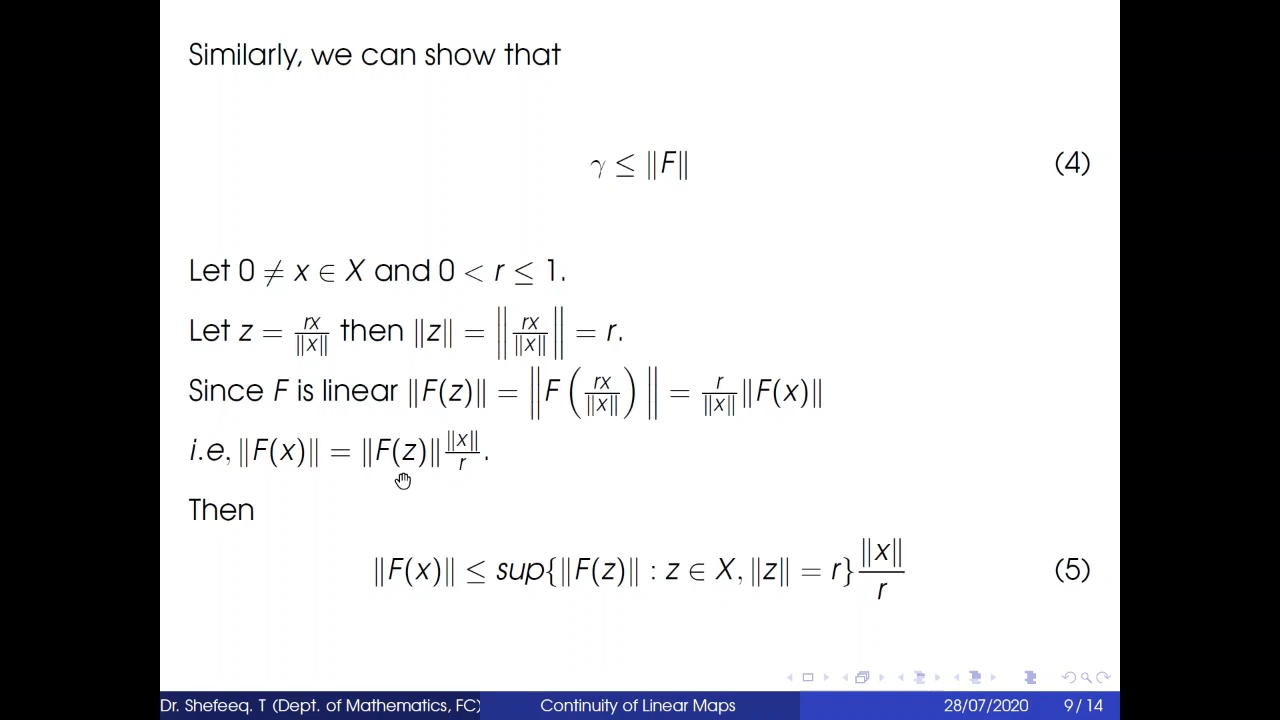 Similarly, we can show that
γ ≤ ‖F‖ (4)
Let 0 ≠ x ∈ X and 0 < r ≤ 1.
Let z = rx/‖x‖ then ‖z‖ = ‖rx/‖x‖‖ = r.
Since F is linear ‖F(z)‖ = ‖F(rx/‖x‖)‖ = r/‖x‖ ‖F(x)‖
i.e, ‖F(x)‖ = ‖F(z)‖ ‖x‖/r.
Then
‖F(x)‖ ≤ sup{‖F(z)‖ : z ∈ X, ‖z‖ = r} ‖x‖/r (5)
Dr. Shefeeq. T (Dept. of Mathematics, FC) Continuity of Linear Maps 28/07/2020 9 / 14